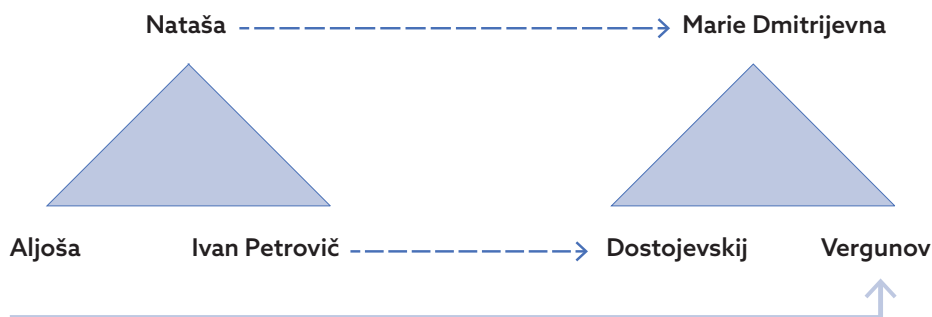 Nataša Marie Dmitrijevna
Aljoša Ivan Petrovič Dostojevskij Vergunov